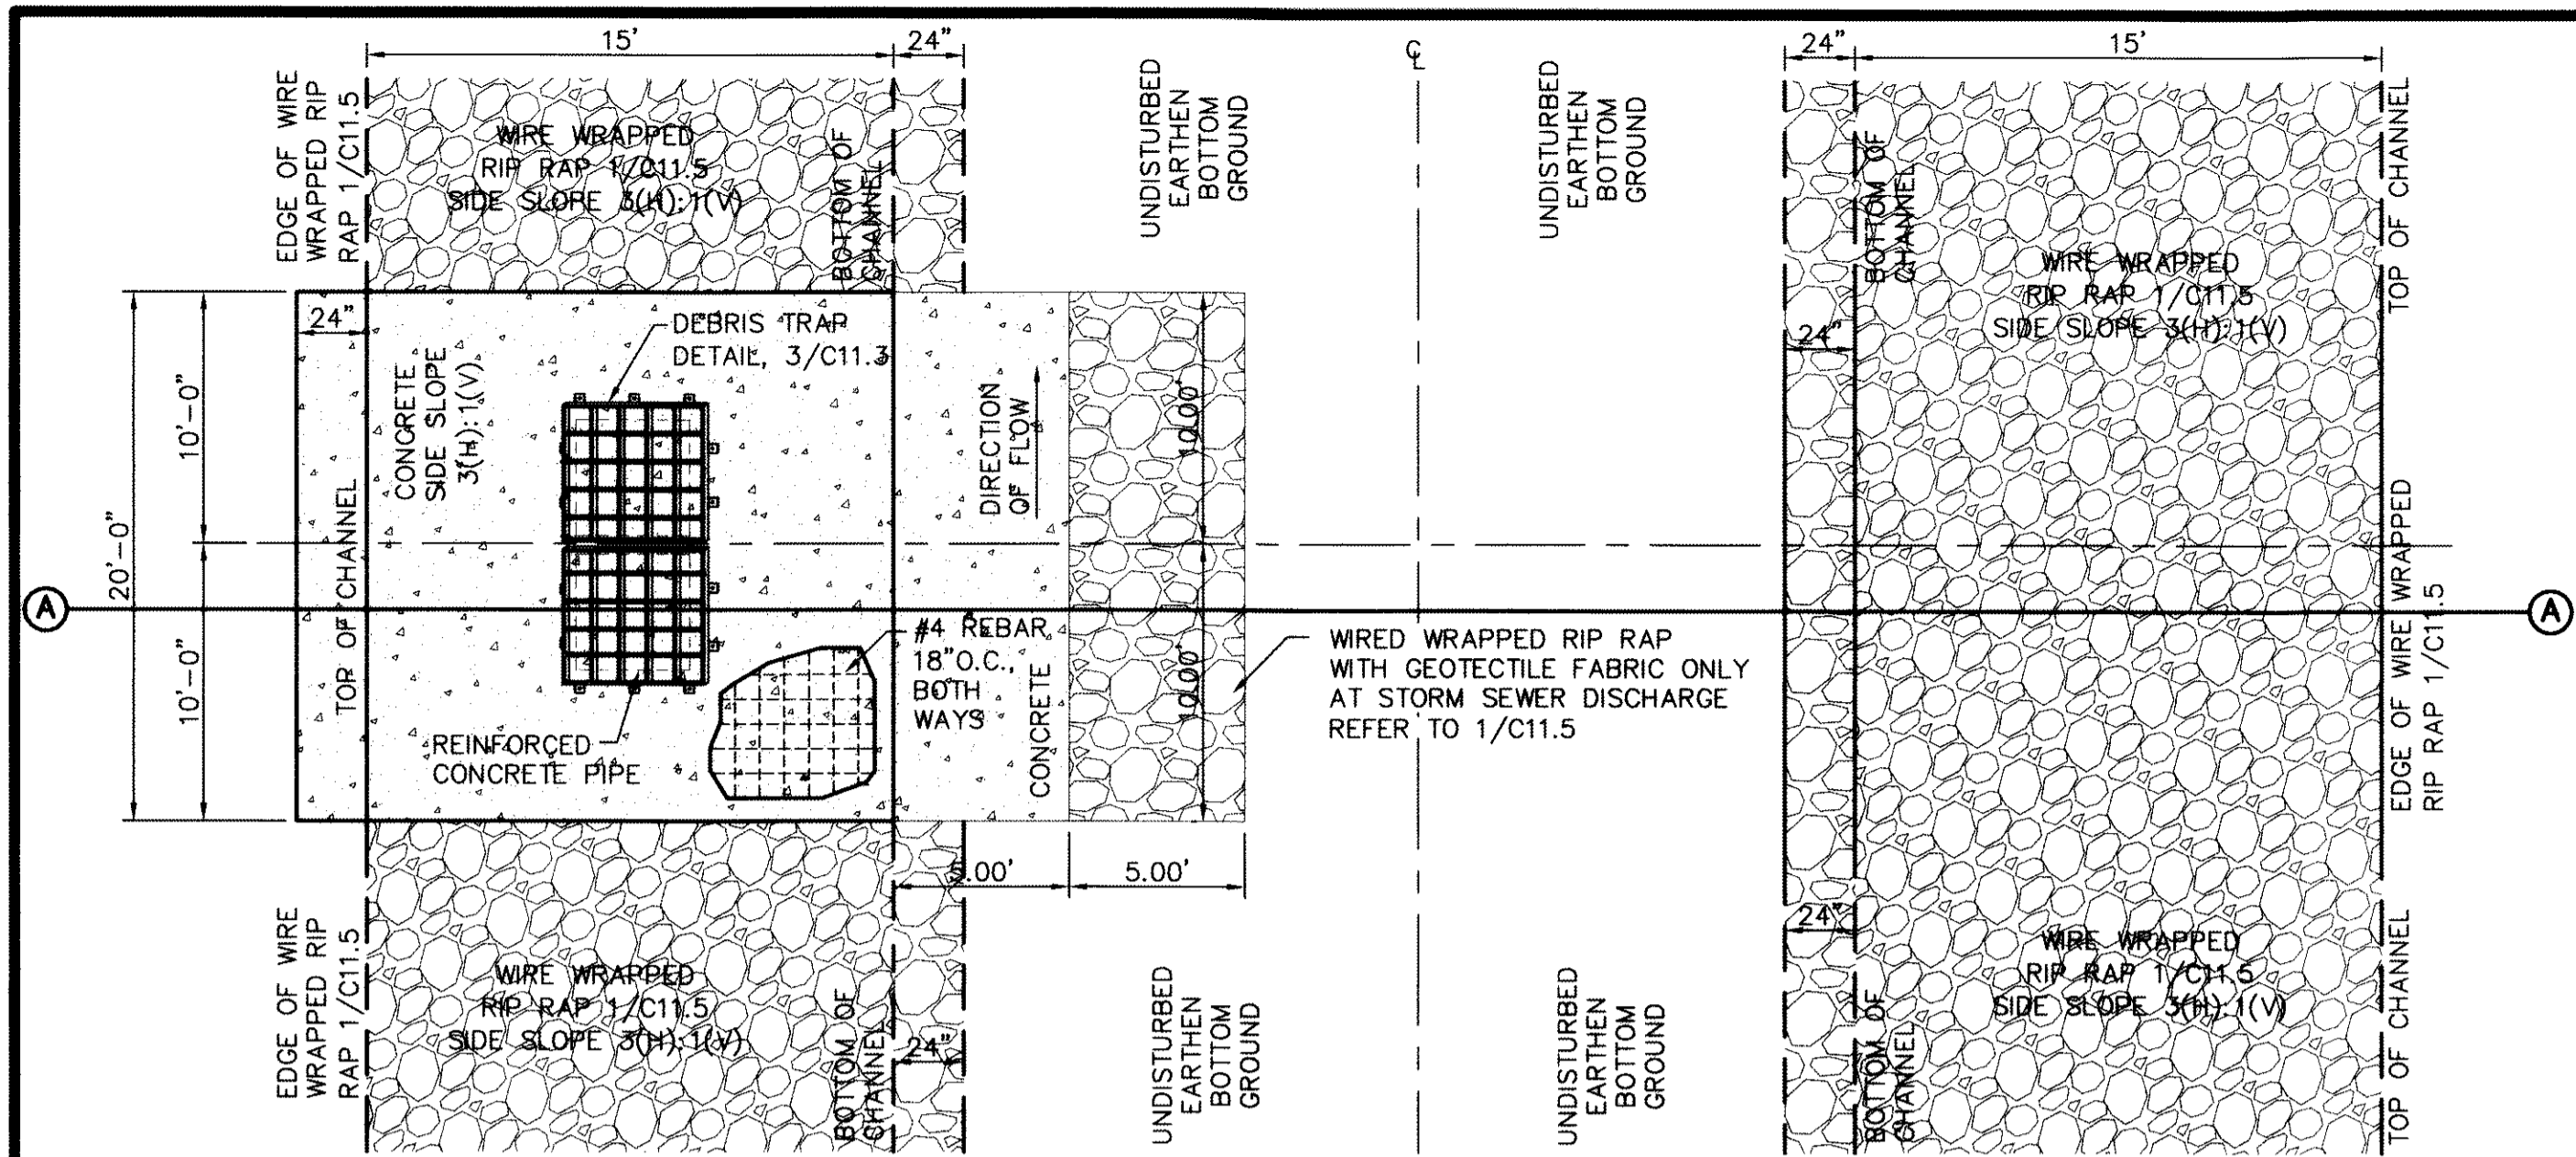 15'
24"
℄
24"
15'
EDGE OF WIRE
WRAPPED RIP
RAP 1/C11.5
WIRE WRAPPED
RIP RAP 1/C11.5
SIDE SLOPE 3(H):1(V)
BOTTOM OF
CHANNEL
UNDISTURBED
EARTHEN
BOTTOM
GROUND
UNDISTURBED
EARTHEN
BOTTOM
GROUND
BOTTOM OF
CHANNEL
WIRE WRAPPED
RIP RAP 1/C11.5
SIDE SLOPE 3(H):1(V)
TOP OF CHANNEL
24"
DEBRIS TRAP
DETAIL, 3/C11.3
24"
CONCRETE
SIDE SLOPE
3(H):1(V)
DIRECTION
OF FLOW
10.00'
10'-0"
20'-0"
10'-0"
TOP OF CHANNEL
A
A
#4 REBAR
18"O.C.,
BOTH
WAYS
CONCRETE
10.00'
WIRED WRAPPED RIP RAP
WITH GEOTECTILE FABRIC ONLY
AT STORM SEWER DISCHARGE
REFER TO 1/C11.5
EDGE OF WIRE WRAPPED
RIP RAP 1/C11.5
REINFORCED
CONCRETE PIPE
5.00'
5.00'
EDGE OF WIRE
WRAPPED RIP
RAP 1/C11.5
WIRE WRAPPED
RIP RAP 1/C11.5
SIDE SLOPE 3(H):1(V)
BOTTOM OF
CHANNEL
24"
UNDISTURBED
EARTHEN
BOTTOM
GROUND
UNDISTURBED
EARTHEN
BOTTOM
GROUND
24"
BOTTOM OF
CHANNEL
WIRE WRAPPED
RIP RAP 1/C11.5
SIDE SLOPE 3(H):1(V)
TOP OF CHANNEL